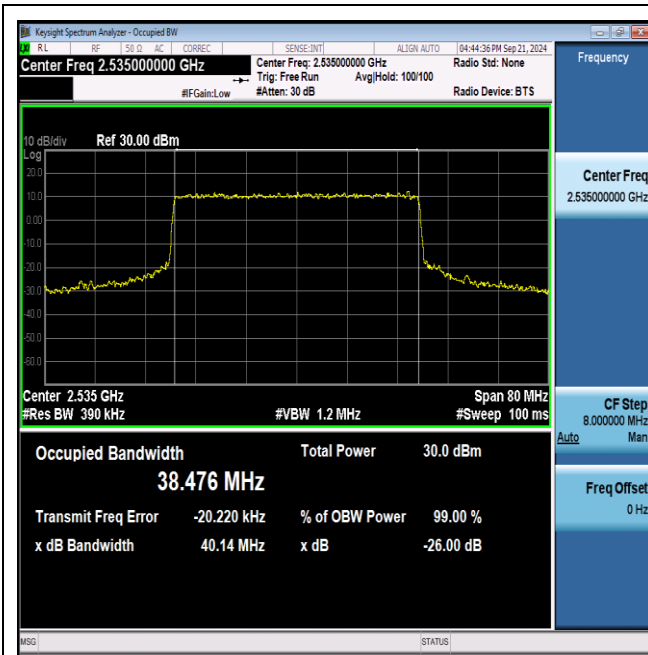 Keysight Spectrum Analyzer - Occupied BW
RL RF 50 Ω AC CORREC SENSE:INT ALIGN AUTO 04:44:36 PM Sep 21, 2024
Center Freq 2.535000000 GHz Center Freq: 2.535000000 GHz Radio Std: None Frequency
Trig: Free Run Avg|Hold: 100/100
#IFGain:Low #Atten: 30 dB Radio Device: BTS
10 dB/div Ref 30.00 dBm
Log
20.0
10.0
0.00
-10.0
-20.0
-30.0
-40.0
-50.0
-60.0
Center 2.535 GHz Span 80 MHz
#Res BW 390 kHz #VBW 1.2 MHz #Sweep 100 ms
Occupied Bandwidth Total Power 30.0 dBm
38.476 MHz
Transmit Freq Error -20.220 kHz % of OBW Power 99.00 %
x dB Bandwidth 40.14 MHz x dB -26.00 dB
Center Freq
2.535000000 GHz
CF Step
8.000000 MHz
Auto Man
Freq Offset
0 Hz
MSG STATUS